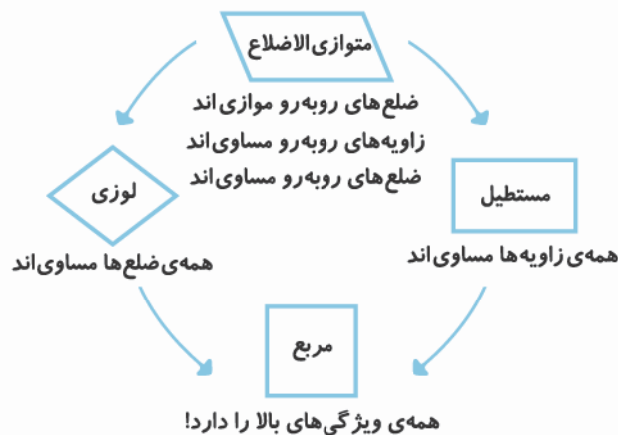 متوازی‌الاضلاع
ضلع‌های روبه‌رو موازی‌اند
زاویه‌های روبه‌رو مساوی‌اند
ضلع‌های روبه‌رو مساوی‌اند
مستطیل
همه‌ی زاویه‌ها مساوی‌اند
لوزی
همه‌ی ضلع‌ها مساوی‌اند
مربع
همه‌ی ویژگی‌های بالا را دارد!